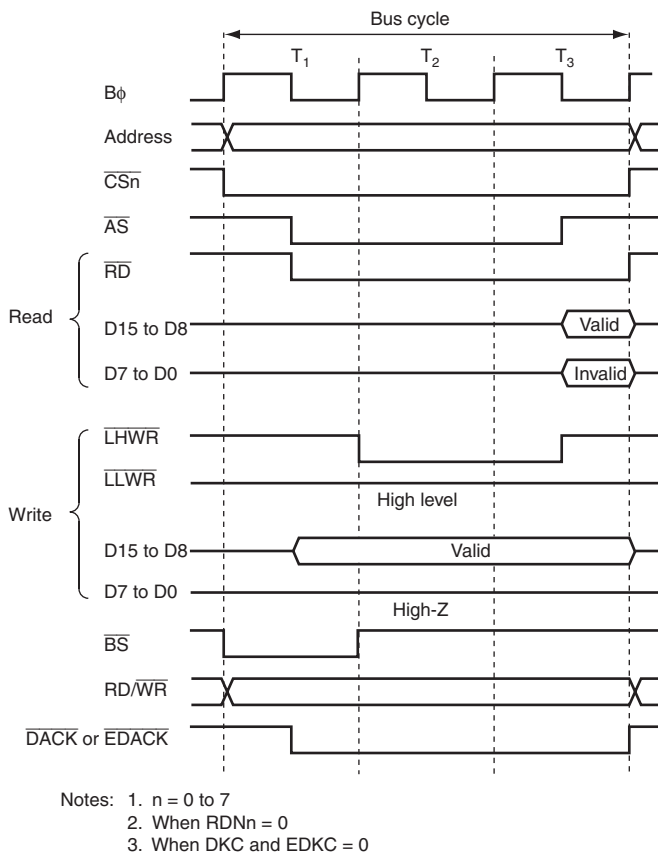 Bus cycle
T1 T2 T3
Bφ
Address
CSn
AS
RD
Read
D15 to D8 Valid
D7 to D0 Invalid
LHWR
LLWR
High level
Write
D15 to D8 Valid
D7 to D0
High-Z
BS
RD/WR
DACK or EDACK
Notes: 1. n = 0 to 7
2. When RDNn = 0
3. When DKC and EDKC = 0